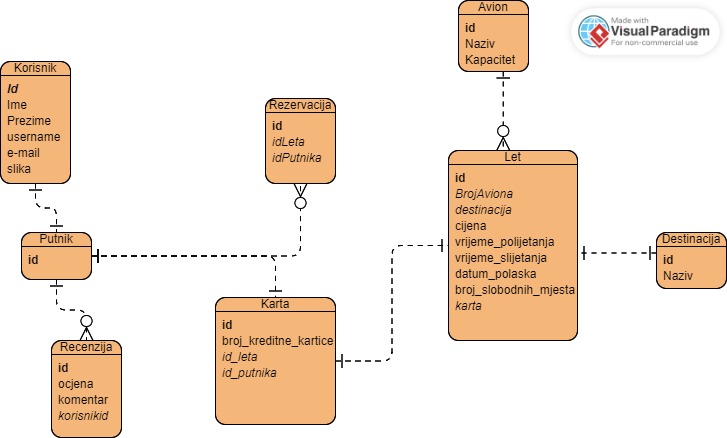 Avion
id
Naziv
Kapacitet
Made with
Visual Paradigm
For non-commercial use
Korisnik
Id
Ime
Prezime
username
e-mail
slika
Rezervacija
id
idLeta
idPutnika
Let
id
BrojAviona
destinacija
cijena
vrijeme_polijetanja
vrijeme_slijetanja
datum_polaska
broj_slobodnih_mjesta
karta
Putnik
id
Destinacija
id
Naziv
Karta
id
broj_kreditne_kartice
id_leta
id_putnika
Recenzija
id
ocjena
komentar
korisnikid